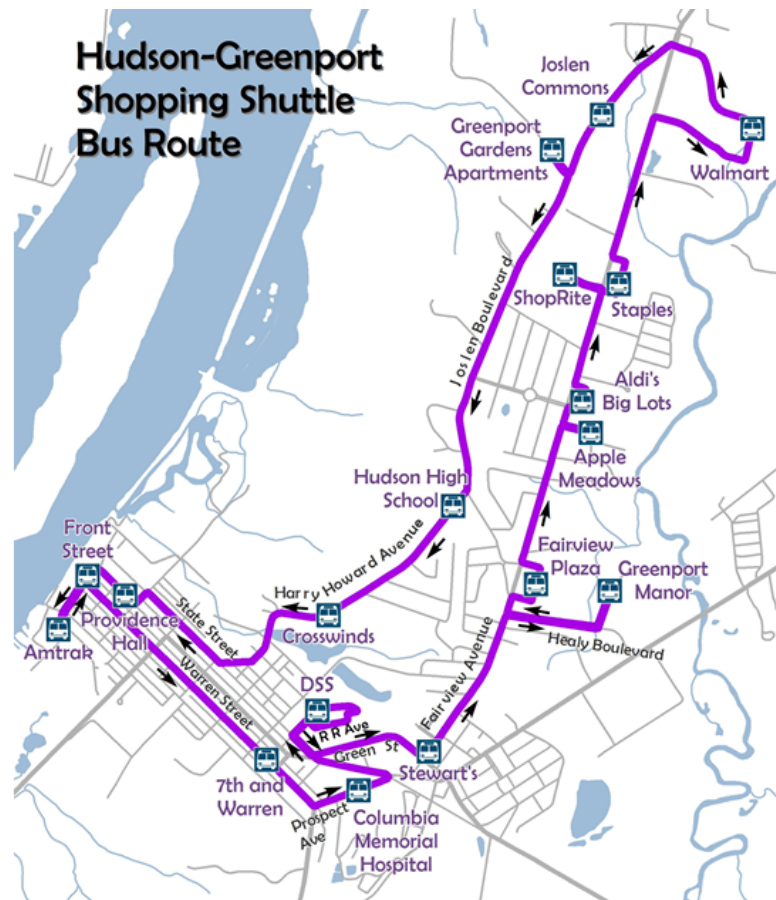 Hudson-Greenport
Shopping Shuttle
Bus Route
Joslen
Commons
Greenport
Gardens
Apartments
Walmart
Joslen Boulevard
ShopRite
Staples
Aldi's
Big Lots
Apple
Meadows
Hudson High
School
Harry Howard Avenue
Front
Street
Fairview
Plaza
Greenport
Manor
Crosswinds
Providence
Hall
State Street
Amtrak
Healy Boulevard
Warren Street
Fairview Avenue
DSS
R R Ave
Green St
Stewart's
7th and
Warren
Prospect
Ave
Columbia
Memorial
Hospital